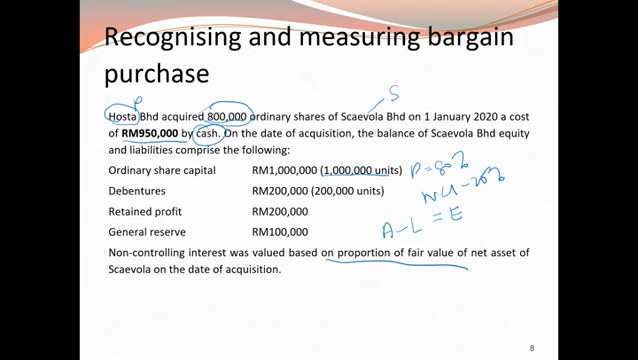 Recognising and measuring bargain
purchase
P
S
Hosta Bhd acquired 800,000 ordinary shares of Scaevola Bhd on 1 January 2020 a cost
of RM950,000 by cash. On the date of acquisition, the balance of Scaevola Bhd equity
and liabilities comprise the following:
Ordinary share capital RM1,000,000 (1,000,000 units)
P = 80%
Debentures RM200,000 (200,000 units)
NCI - 20%
Retained profit RM200,000
General reserve RM100,000
A - L = E
Non-controlling interest was valued based on proportion of fair value of net asset of
Scaevola on the date of acquisition.
8